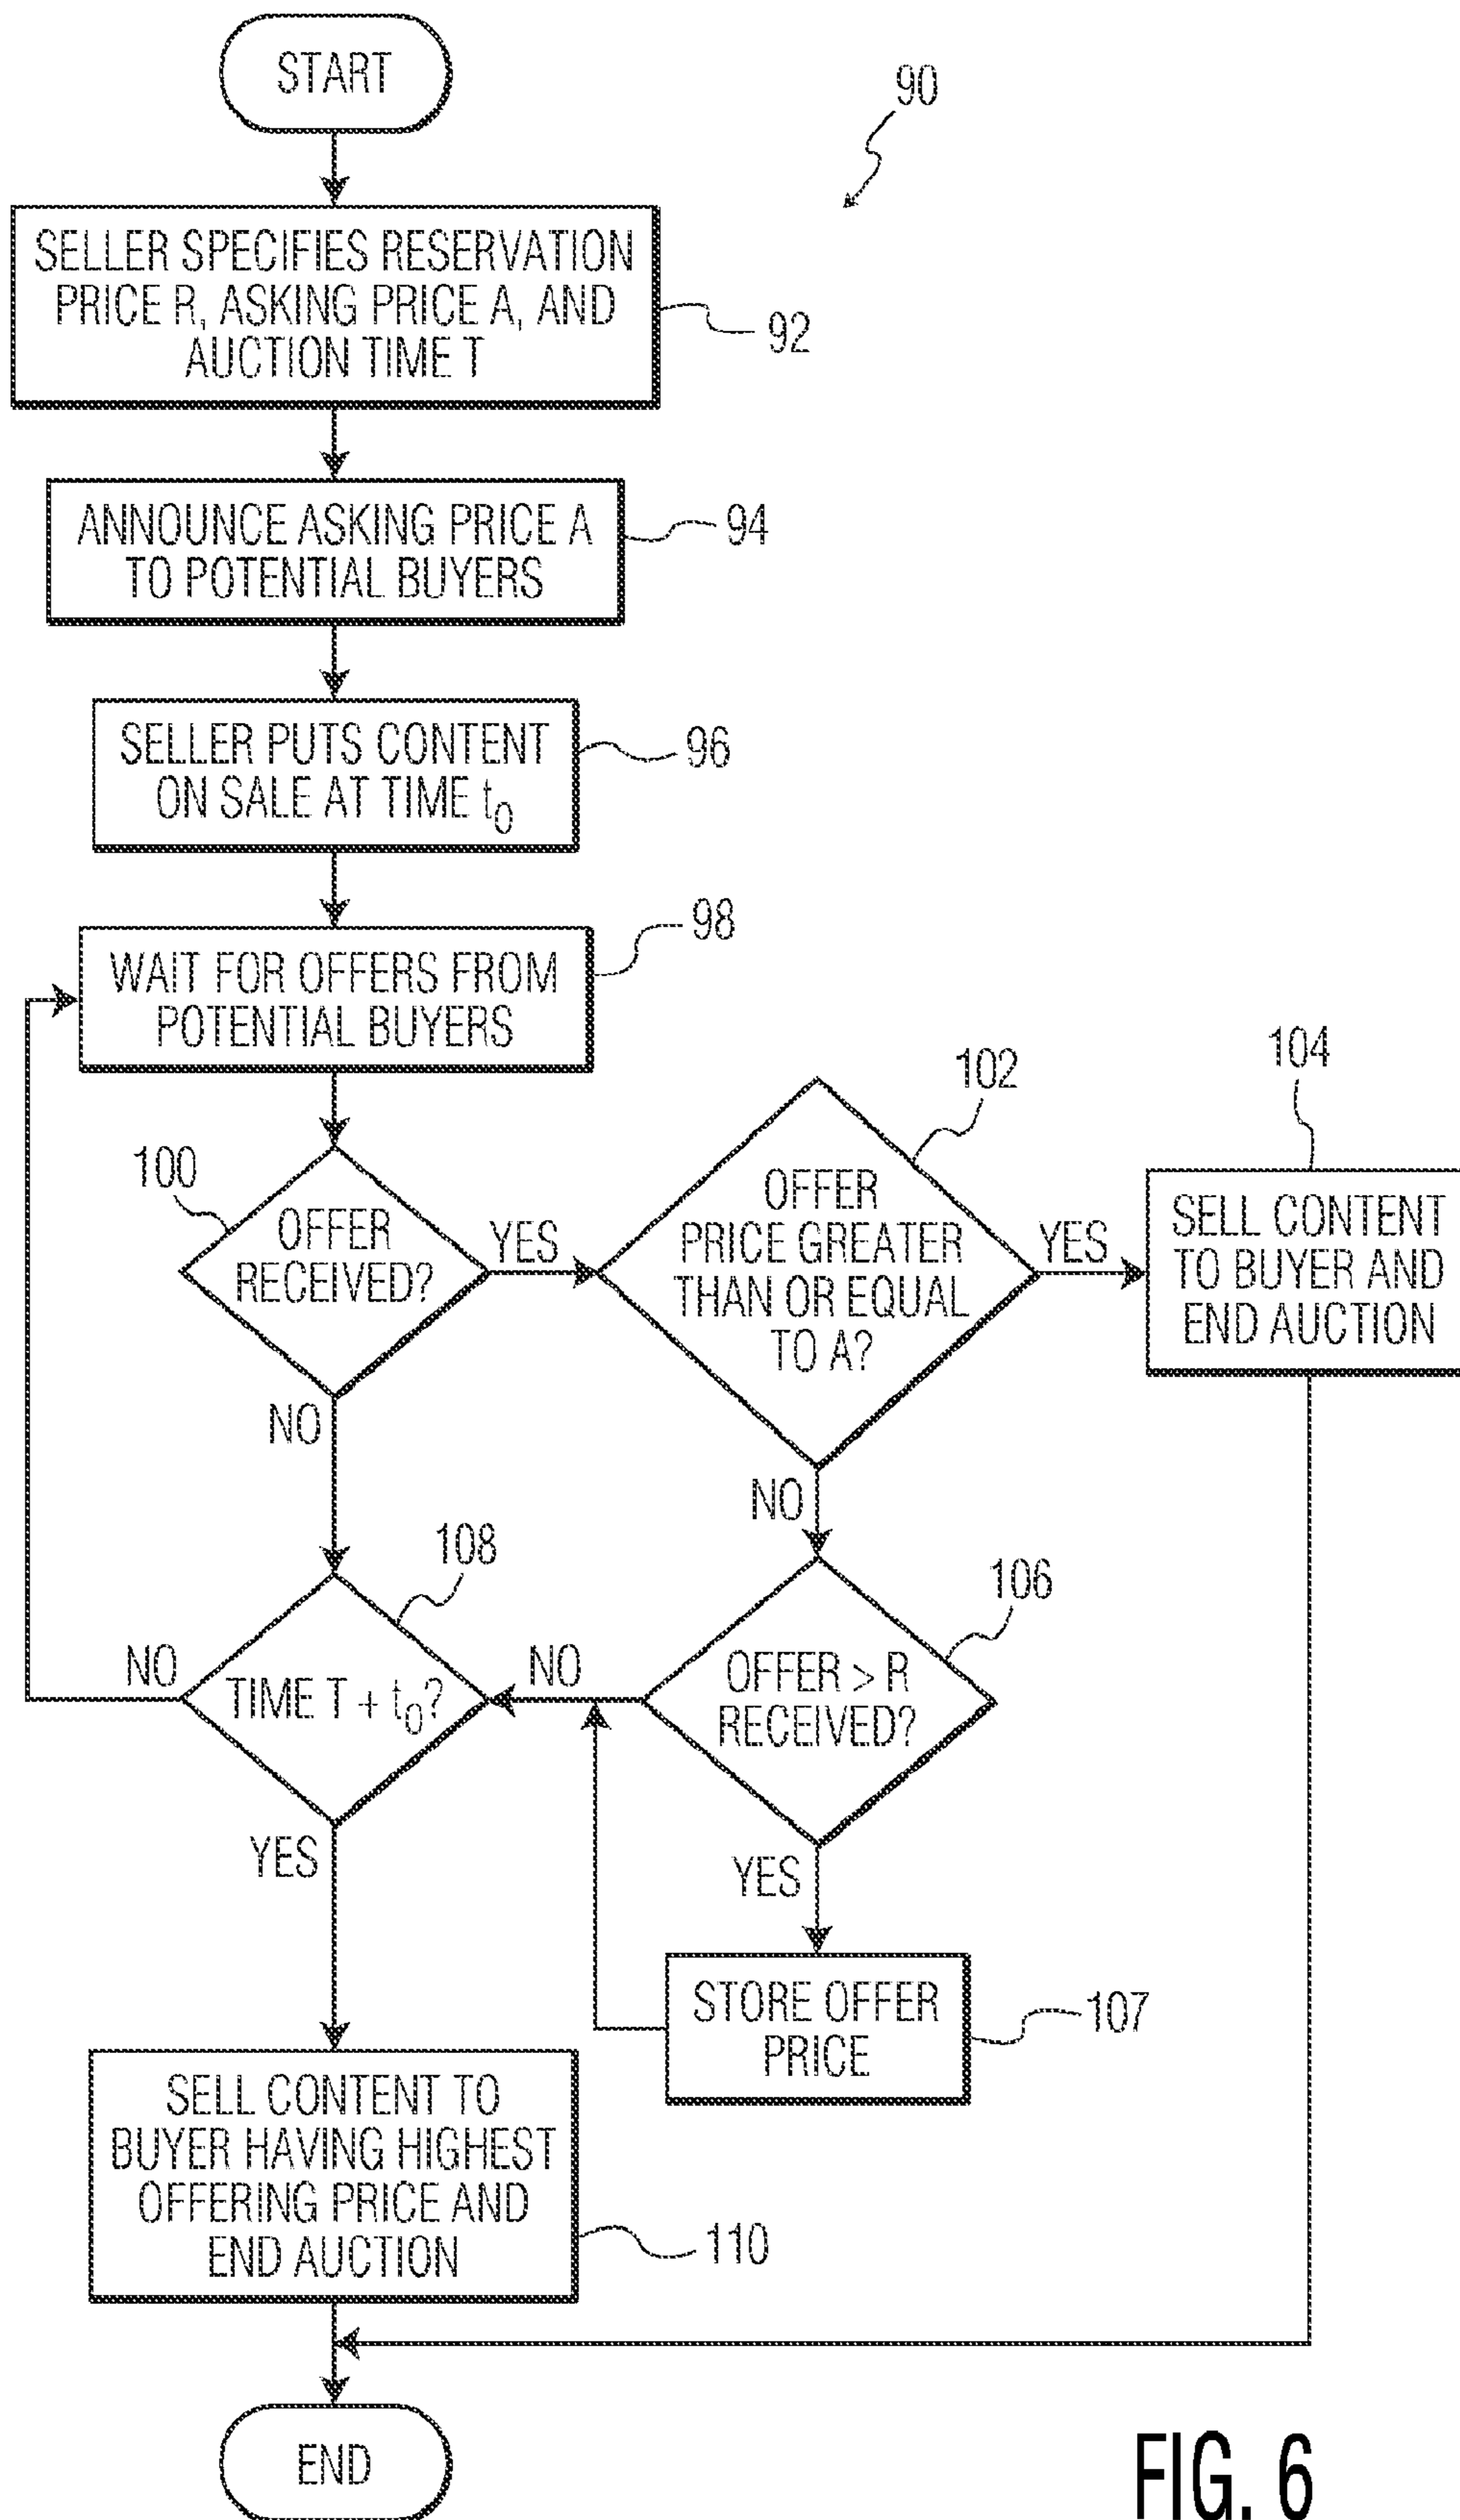 START
90
SELLER SPECIFIES RESERVATION
PRICE R, ASKING PRICE A, AND
AUCTION TIME T
92
ANNOUNCE ASKING PRICE A
TO POTENTIAL BUYERS
94
SELLER PUTS CONTENT
ON SALE AT TIME t0
96
WAIT FOR OFFERS FROM
POTENTIAL BUYERS
98
100
OFFER
RECEIVED?
YES
NO
102
OFFER
PRICE GREATER
THAN OR EQUAL
TO A?
YES
NO
104
SELL CONTENT
TO BUYER AND
END AUCTION
108
TIME T + t0?
NO
YES
106
OFFER > R
RECEIVED?
NO
YES
STORE OFFER
PRICE
107
SELL CONTENT TO
BUYER HAVING HIGHEST
OFFERING PRICE AND
END AUCTION
110
END
FIG. 6